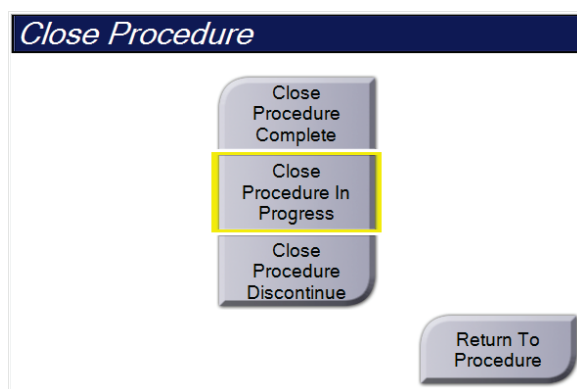 Close Procedure
Close
Procedure
Complete
Close
Procedure In
Progress
Close
Procedure
Discontinue
Return To
Procedure